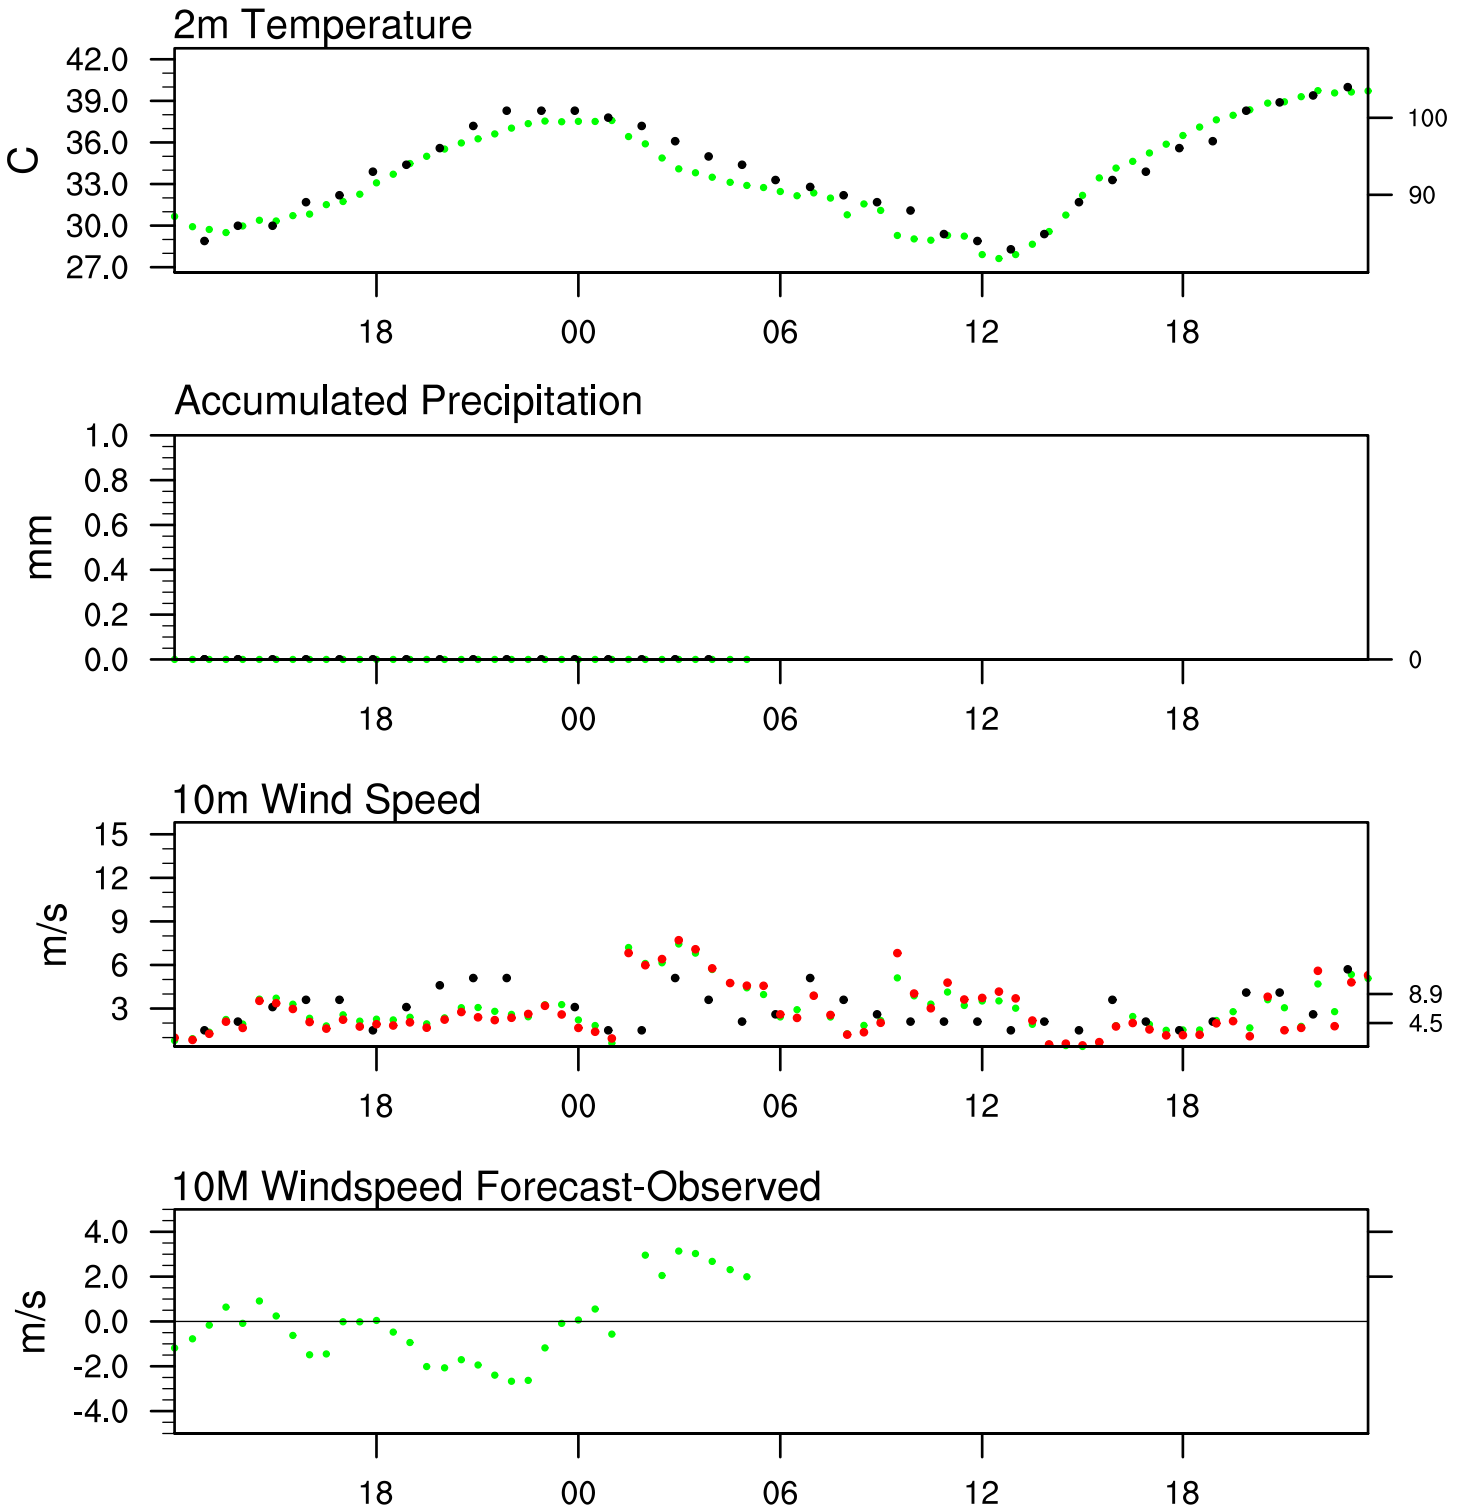 2m Temperature
42.0
39.0
36.0
33.0
30.0
27.0
C
100
90
18 00 06 12 18
Accumulated Precipitation
1.0
0.8
0.6
0.4
0.2
0.0
mm
0
18 00 06 12 18
10m Wind Speed
15
12
9
6
3
m/s
8.9
4.5
18 00 06 12 18
10M Windspeed Forecast-Observed
4.0
2.0
0.0
-2.0
-4.0
m/s
18 00 06 12 18